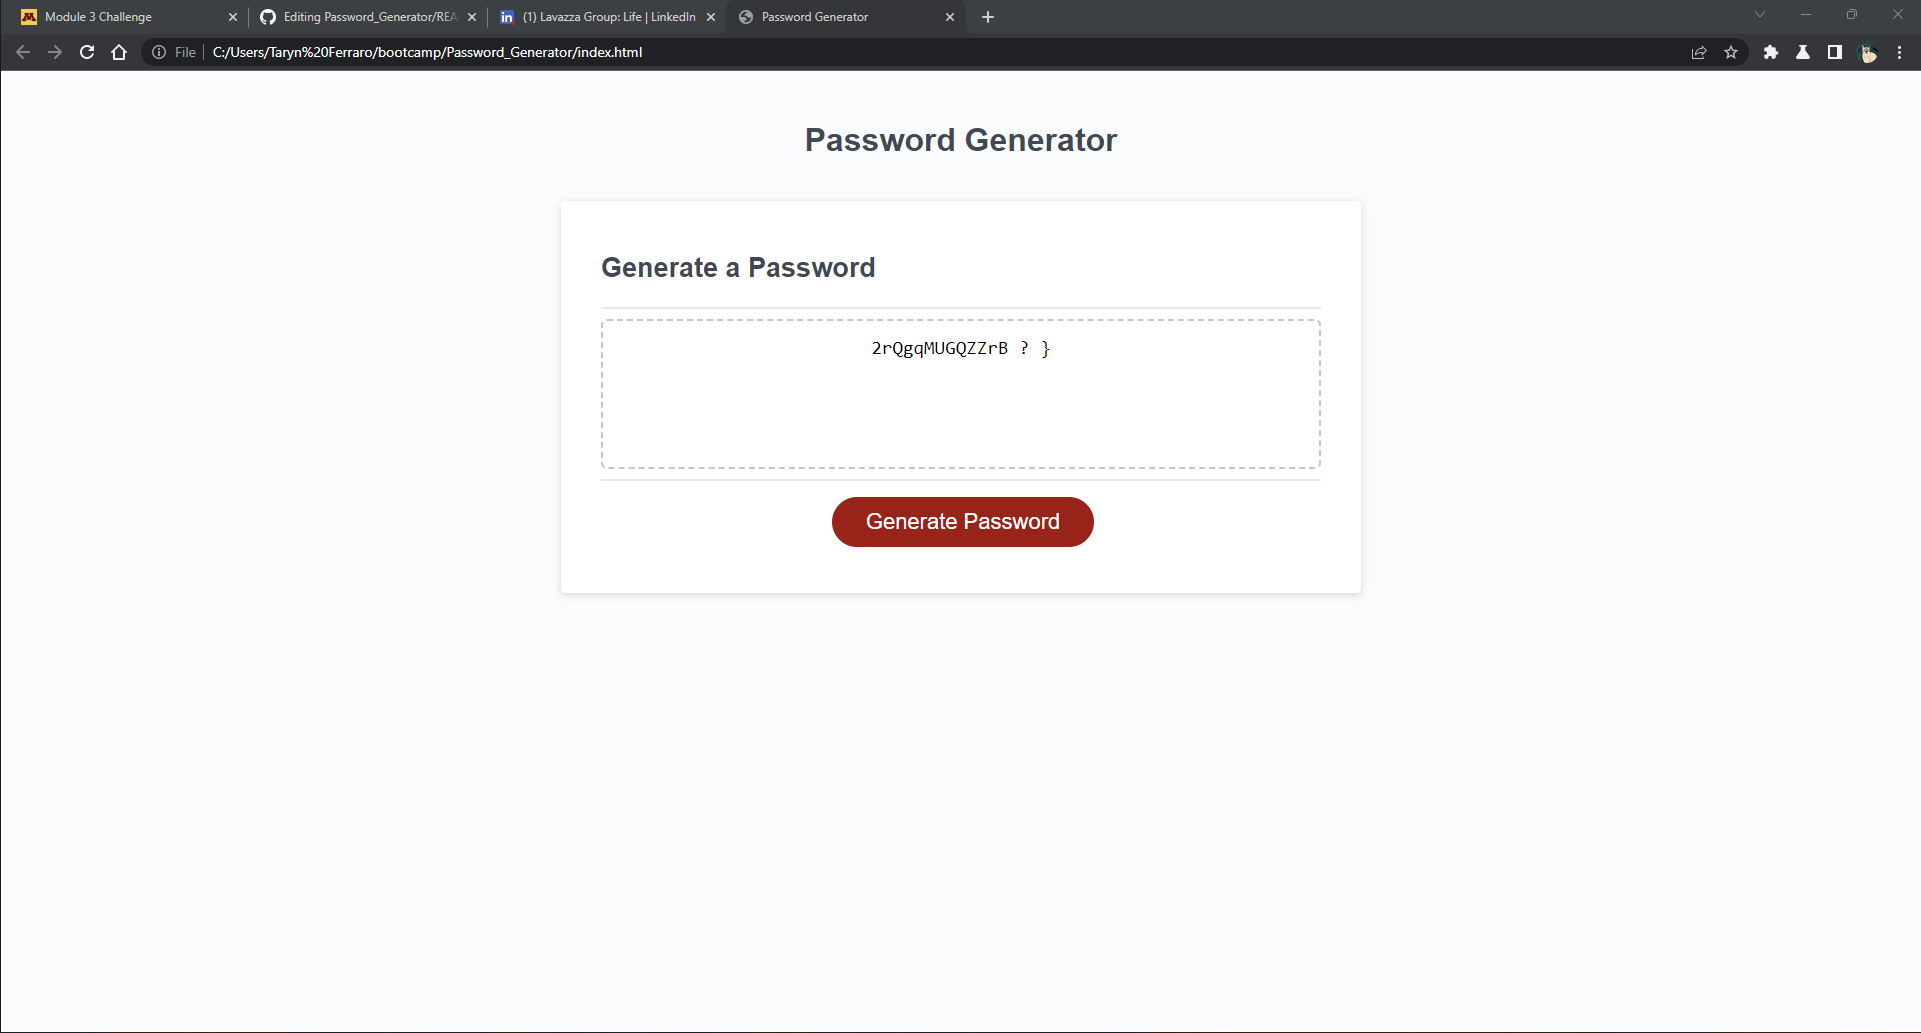 Module 3 Challenge
Editing Password_Generator/REA
in (1) Lavazza Group: Life | LinkedIn
Password Generator
File
C:/Users/Taryn%20Ferraro/bootcamp/Password_Generator/index.html
Password Generator
Generate a Password
2rQgqMUGQZZrB ? }
Generate Password